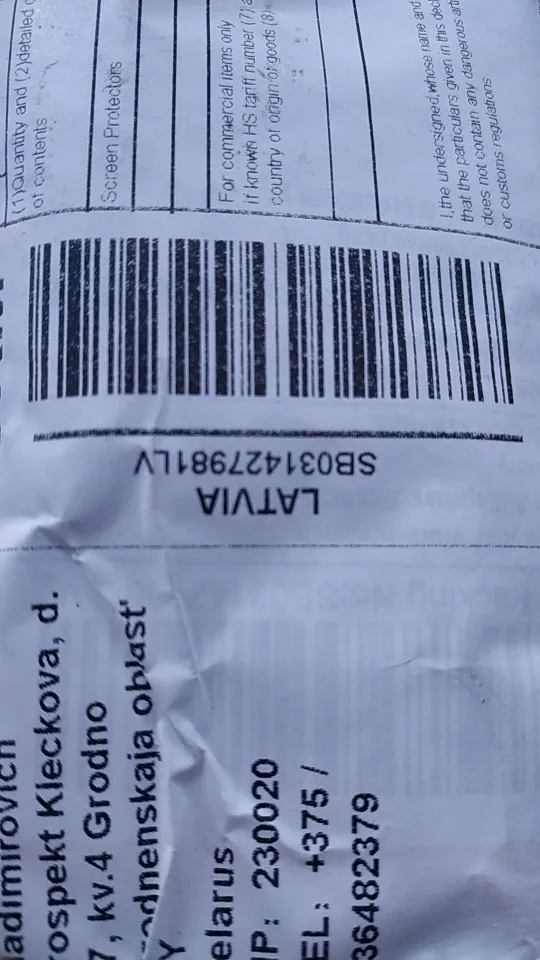 (1)Quantity and (2)detailed
of contents
Screen Protectors
For commercial items only
if known HS tariff number (7)
country of origin of goods (8)
I,the undersigned,whose name and
that the particulars given in this dec
does not contain any dangerous art
or customs regulations
SB031427981LV
LATVIA
adimirovich
rospekt Kleckova, d.
7, kv.4 Grodno
odnenskaja oblast'
Y
elarus
IP: 230020
EL: +375 /
36482379